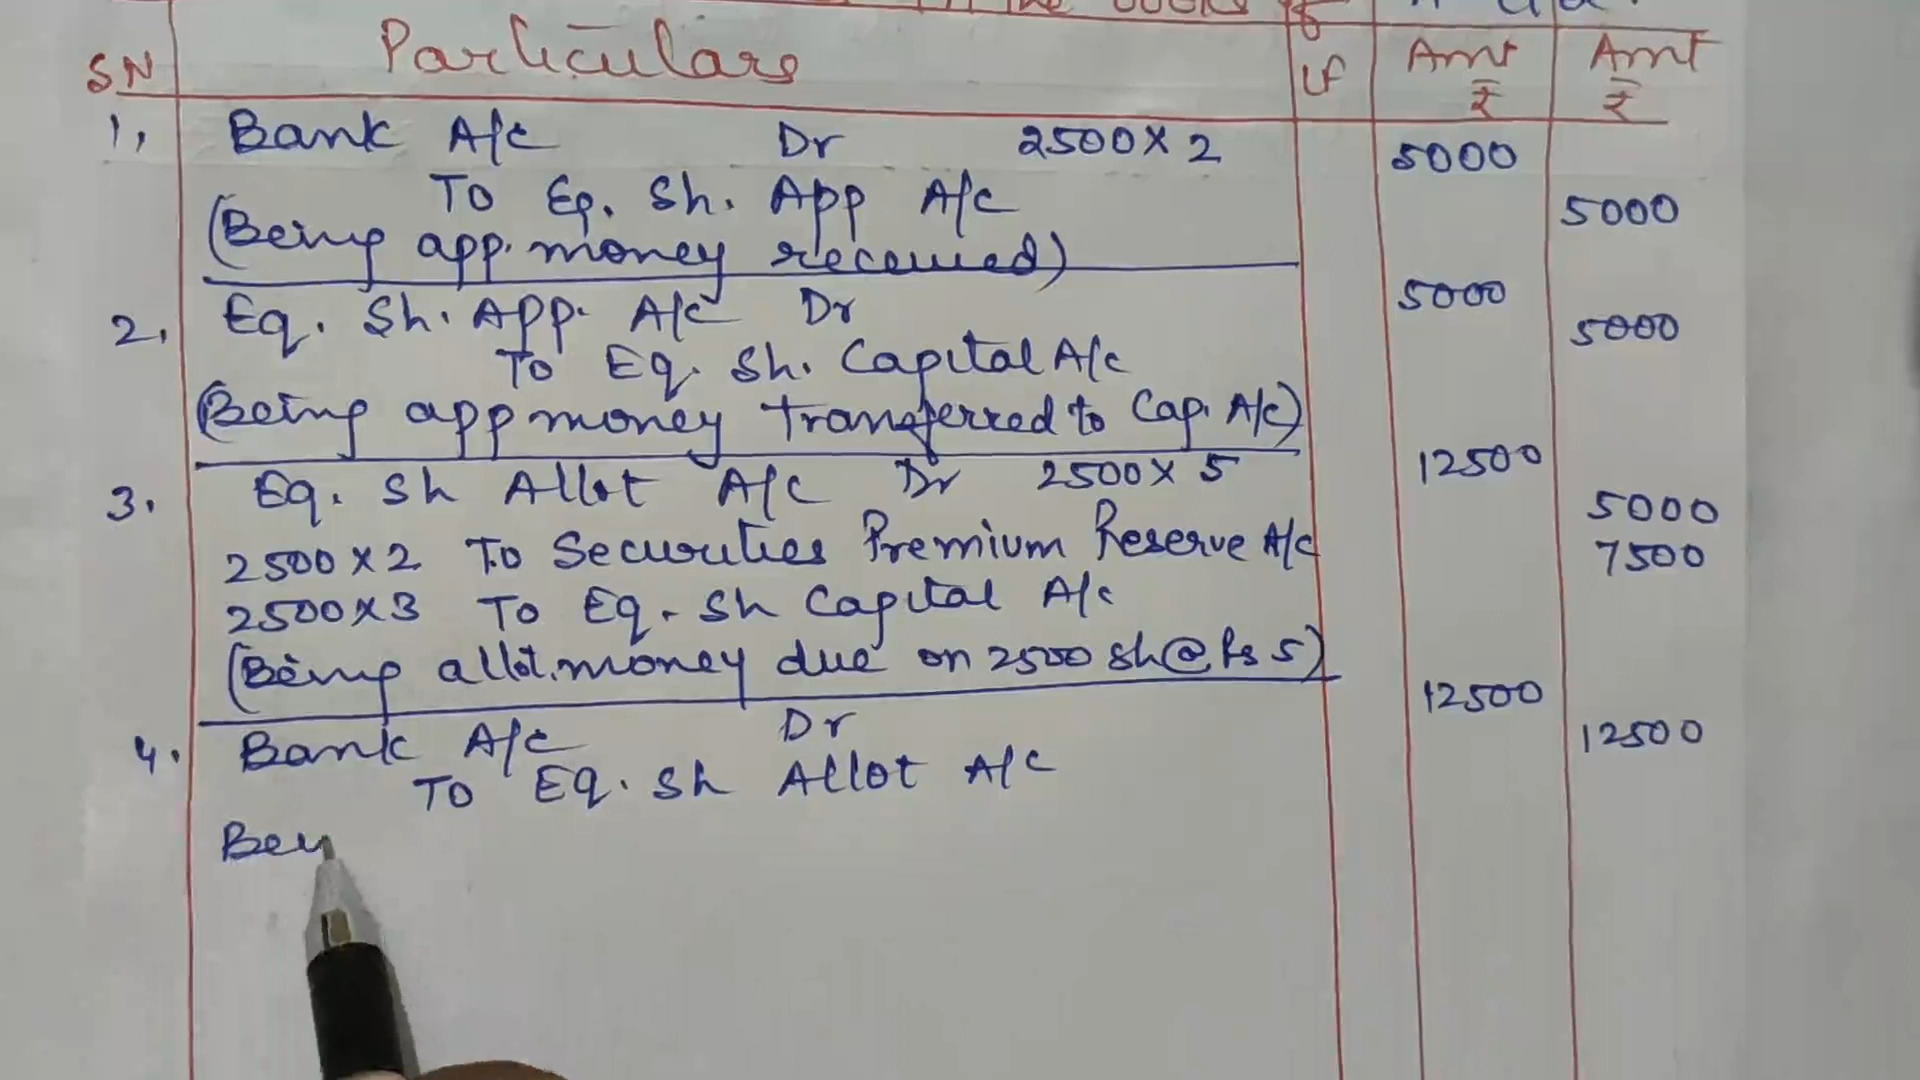 the books of
SN Particulars lf Amt ₹ Amt ₹
1, Bank A/c Dr 2500 × 2 5000
To Eq. Sh. App A/c 5000
(Being app. money received)
2. Eq. Sh. App. A/c Dr 5000
To Eq. Sh. Capital A/c 5000
(Being app money transferred to Cap. A/c)
3. Eq. Sh Allot A/c Dr 2500 × 5 12500
2500 × 2 To Securities Premium Reserve A/c 5000
2500 × 3 To Eq. Sh Capital A/c 7500
(Being allot. money due on 2500 sh @ Rs 5)
4. Bank A/c Dr 12500
To Eq. Sh Allot A/c 12500
Bei